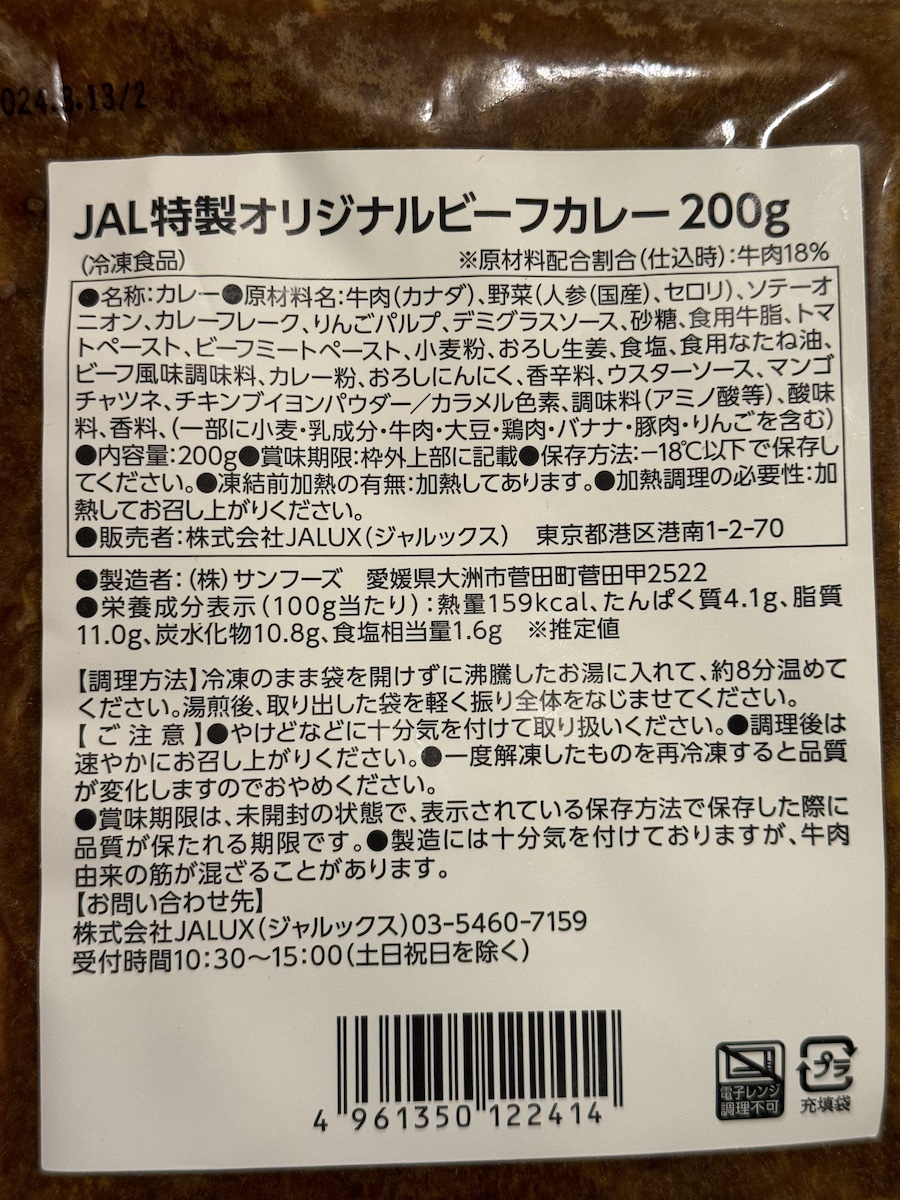 024.3.13/2
JAL特製オリジナルビーフカレー 200g
(冷凍食品) ※原材料配合割合(仕込時):牛肉18%
●名称:カレー●原材料名:牛肉(カナダ)、野菜(人参(国産)、セロリ)、ソテーオ
ニオン、カレーフレーク、りんごパルプ、デミグラスソース、砂糖、食用牛脂、トマ
トペースト、ビーフミートペースト、小麦粉、おろし生姜、食塩、食用なたね油、
ビーフ風味調味料、カレー粉、おろしにんにく、香辛料、ウスターソース、マンゴ
チャツネ、チキンブイヨンパウダー/カラメル色素、調味料(アミノ酸等)、酸味
料、香料、(一部に小麦・乳成分・牛肉・大豆・鶏肉・バナナ・豚肉・りんごを含む)
●内容量:200g●賞味期限:枠外上部に記載●保存方法:−18℃以下で保存し
てください。●凍結前加熱の有無:加熱してあります。●加熱調理の必要性:加
熱してお召し上がりください。
●販売者:株式会社JALUX(ジャルックス) 東京都港区港南1-2-70
●製造者:(株)サンフーズ 愛媛県大洲市菅田町菅田甲2522
●栄養成分表示(100g当たり):熱量159kcal、たんぱく質4.1g、脂質
11.0g、炭水化物10.8g、食塩相当量1.6g ※推定値
【調理方法】冷凍のまま袋を開けずに沸騰したお湯に入れて、約8分温めて
ください。湯煎後、取り出した袋を軽く振り全体をなじませてください。
【ご注意】●やけどなどに十分気を付けて取り扱いください。●調理後は
速やかにお召し上がりください。●一度解凍したものを再冷凍すると品質
が変化しますのでおやめください。
●賞味期限は、未開封の状態で、表示されている保存方法で保存した際に
品質が保たれる期限です。●製造には十分気を付けておりますが、牛肉
由来の筋が混ざることがあります。
【お問い合わせ先】
株式会社JALUX(ジャルックス)03-5460-7159
受付時間10:30〜15:00(土日祝日を除く)
4 961350 122414
電子レンジ
調理不可
プラ
充填袋